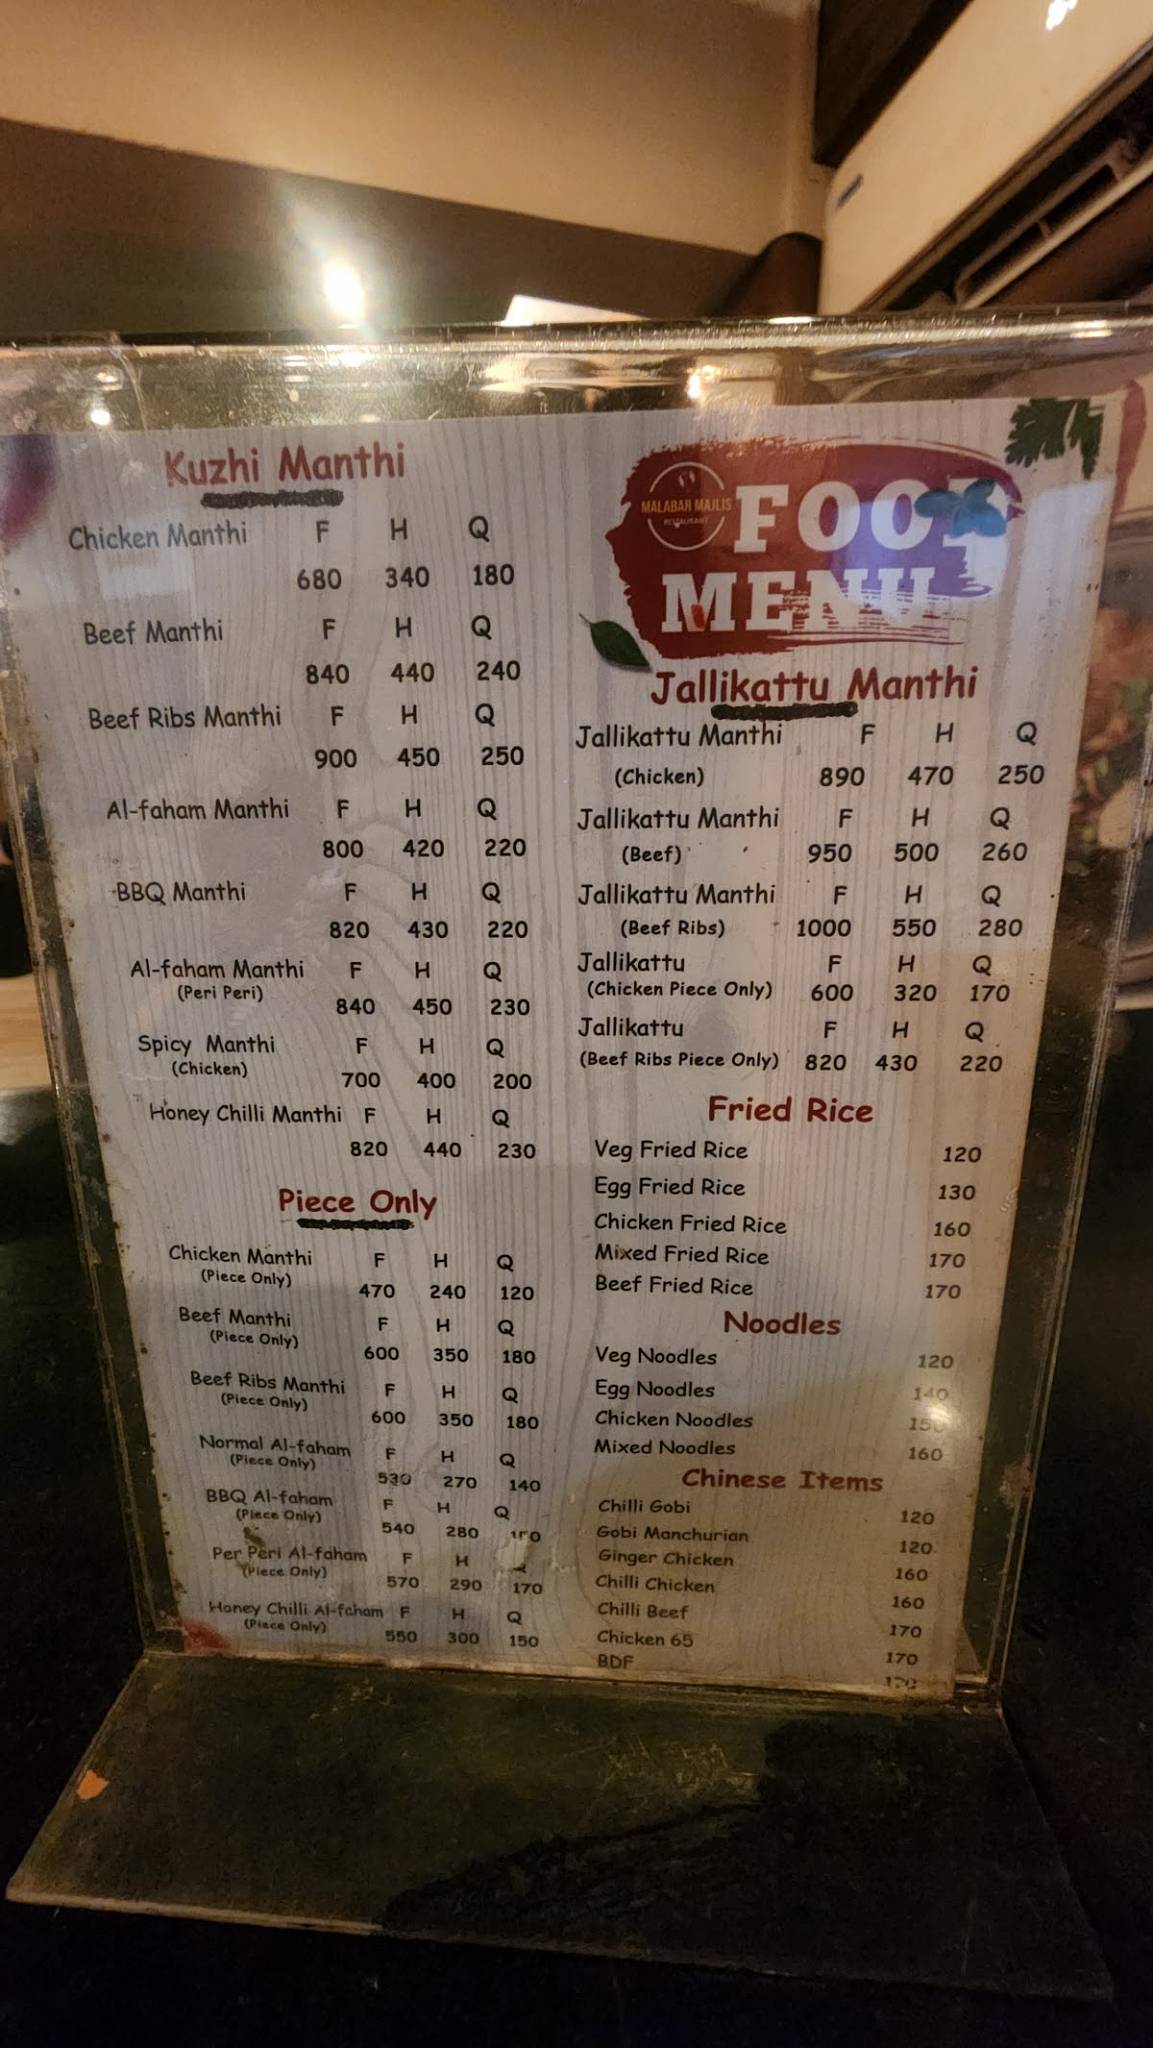 Kuzhi Manthi
Chicken Manthi F H Q
680 340 180
Beef Manthi F H Q
840 440 240
Beef Ribs Manthi F H Q
900 450 250
Al-faham Manthi F H Q
800 420 220
BBQ Manthi F H Q
820 430 220
Al-faham Manthi F H Q
(Peri Peri) 840 450 230
Spicy Manthi F H Q
(Chicken) 700 400 200
Honey Chilli Manthi F H Q
820 440 230
Piece Only
Chicken Manthi F H Q
(Piece Only) 470 240 120
Beef Manthi F H Q
(Piece Only) 600 350 180
Beef Ribs Manthi F H Q
(Piece Only) 600 350 180
Normal Al-faham F H Q
(Piece Only) 530 270 140
BBQ Al-faham F H Q
(Piece Only) 540 280
Per Peri Al-faham F H
(Piece Only) 570 290 170
Honey Chilli Al-faham F H Q
(Piece Only) 550 300 150
MALABAR MAJLIS
RESTAURANT
FOOD
MENU
Jallikattu Manthi
Jallikattu Manthi F H Q
(Chicken) 890 470 250
Jallikattu Manthi F H Q
(Beef) 950 500 260
Jallikattu Manthi F H Q
(Beef Ribs) 1000 550 280
Jallikattu F H Q
(Chicken Piece Only) 600 320 170
Jallikattu F H Q
(Beef Ribs Piece Only) 820 430 220
Fried Rice
Veg Fried Rice 120
Egg Fried Rice 130
Chicken Fried Rice 160
Mixed Fried Rice 170
Beef Fried Rice 170
Noodles
Veg Noodles 120
Egg Noodles 140
Chicken Noodles 150
Mixed Noodles 160
Chinese Items
Chilli Gobi 120
Gobi Manchurian 120
Ginger Chicken 160
Chilli Chicken 160
Chilli Beef 170
Chicken 65 170
BDF